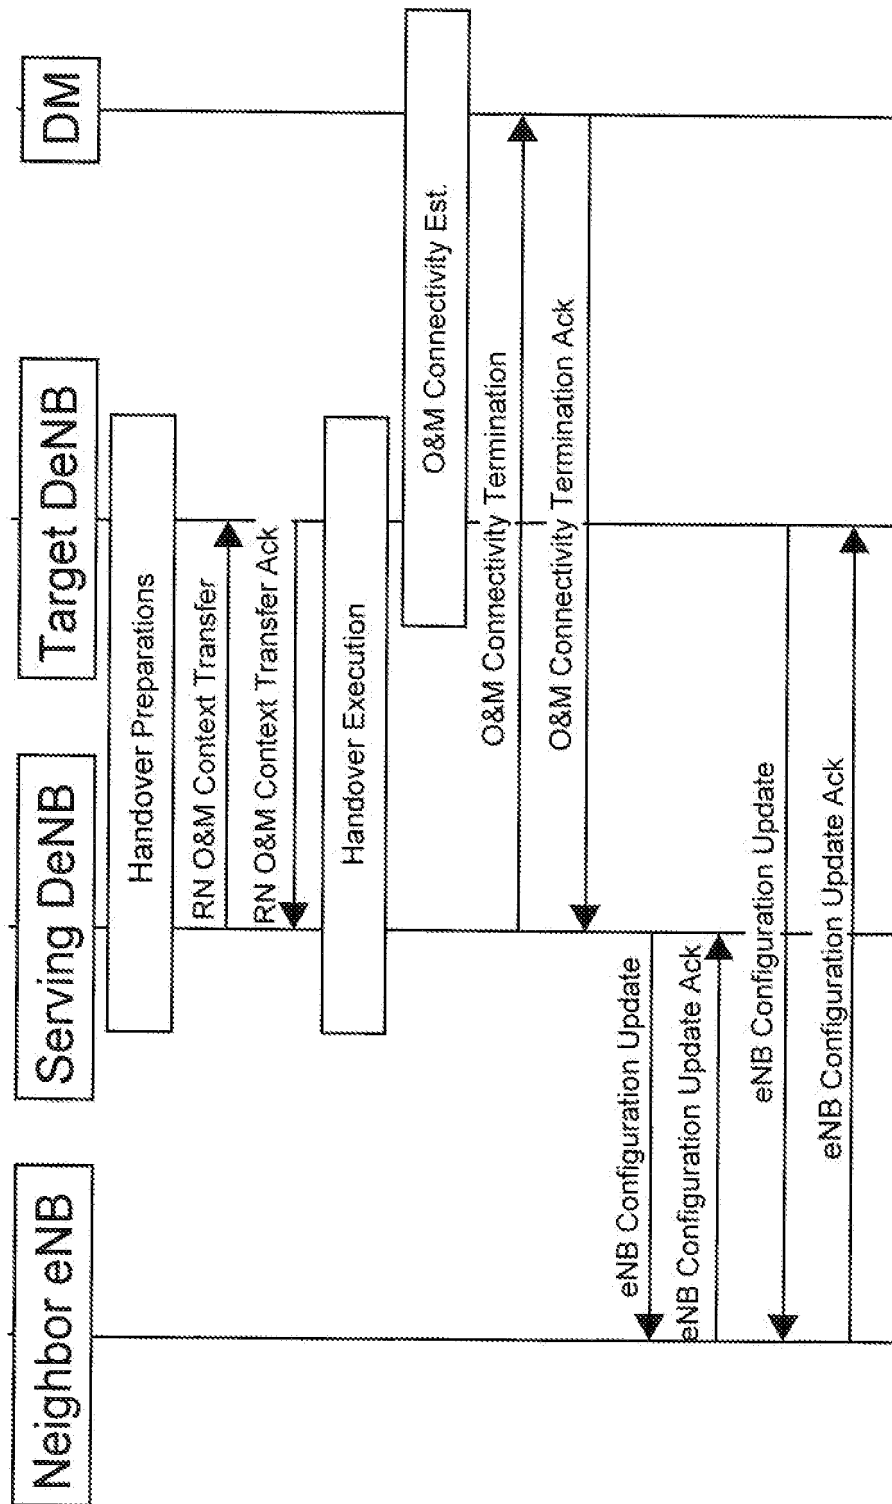 Neighbor eNB
Serving DeNB
Target DeNB
DM
Handover Preparations
RN O&M Context Transfer
RN O&M Context Transfer Ack
Handover Execution
O&M Connectivity Est.
O&M Connectivity Termination
O&M Connectivity Termination Ack
eNB Configuration Update
eNB Configuration Update Ack
eNB Configuration Update
eNB Configuration Update Ack